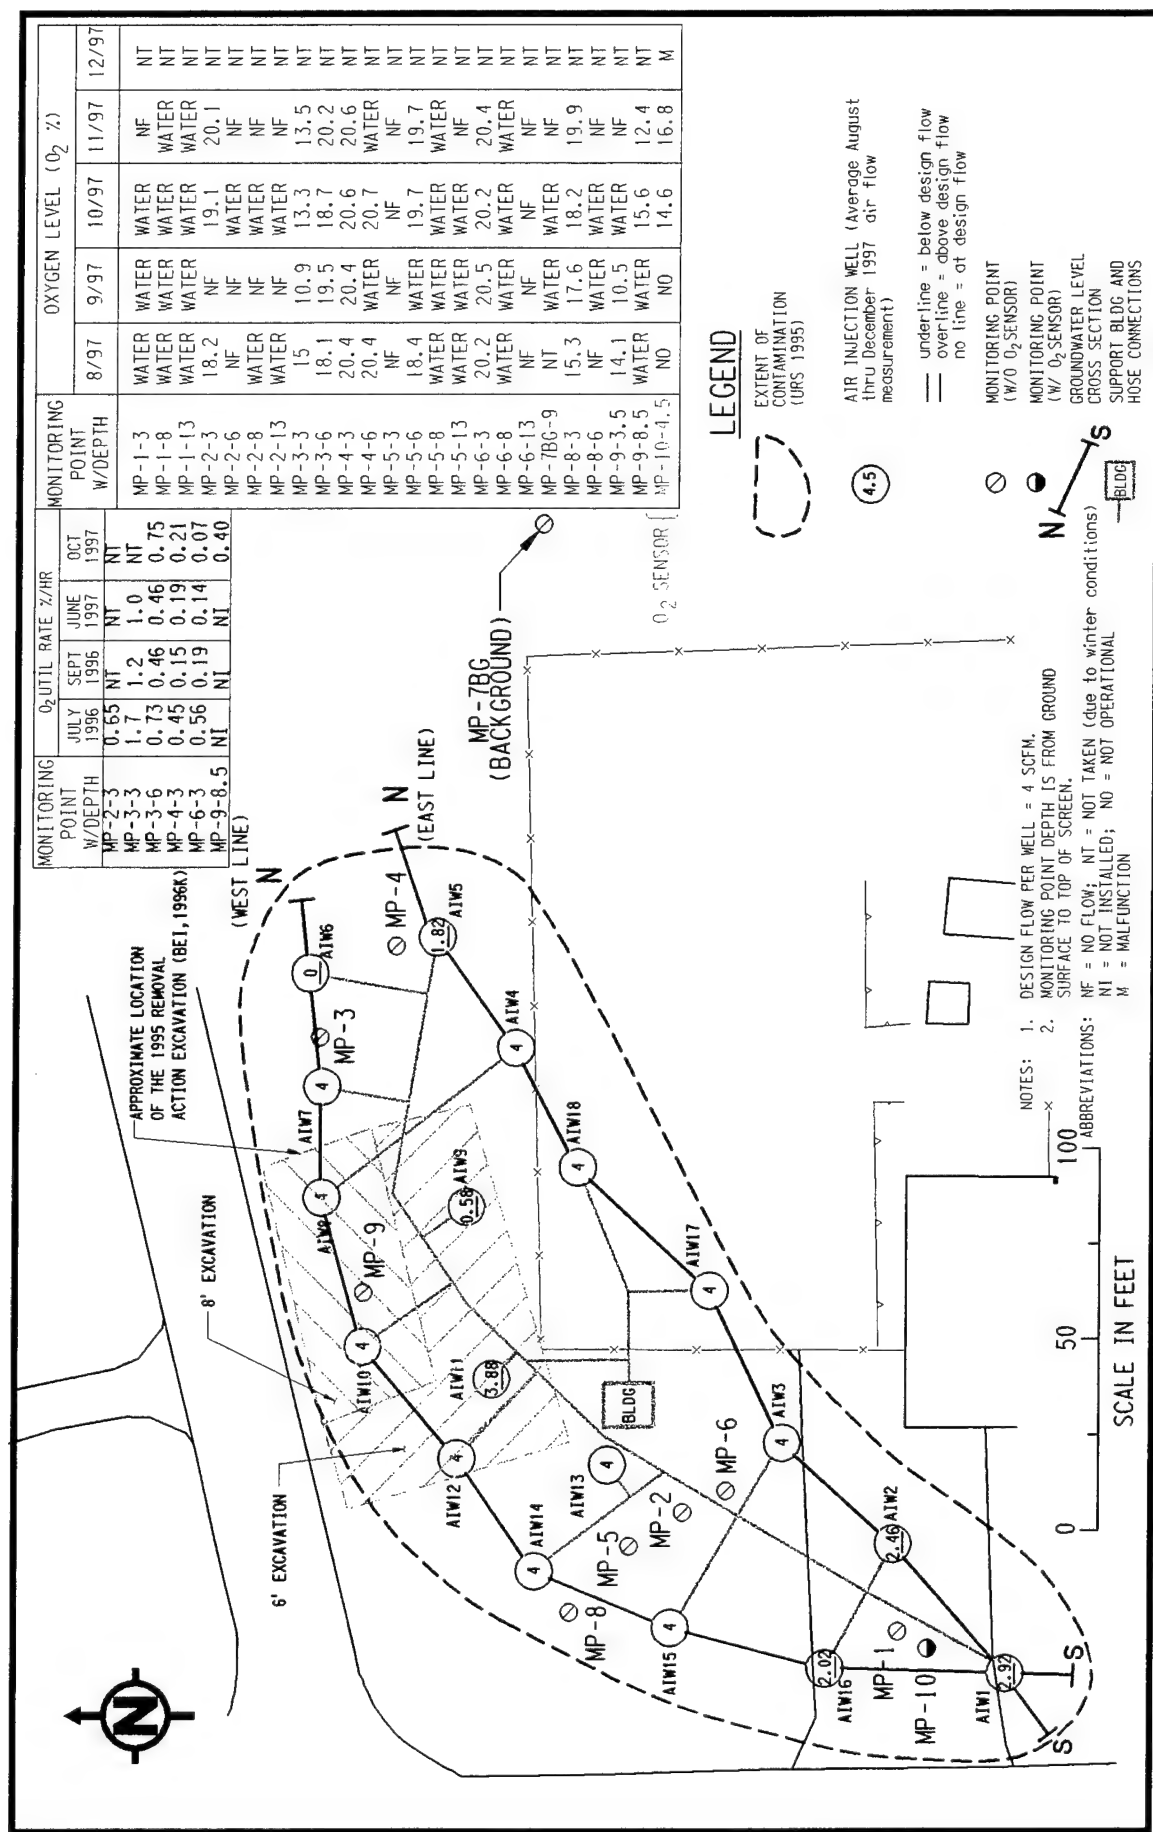 MONITORING POINT W/DEPTH
O2 UTIL RATE %/HR
JULY 1996 SEPT 1996 JUNE 1997 OCT 1997
MP-2-3 0.65 NT NT NT
MP-3-3 1.7 1.2 1.0 NT
MP-3-6 0.73 0.46 0.46 0.75
MP-4-3 0.45 0.15 0.19 0.21
MP-6-3 0.56 0.19 0.14 0.07
MP-9-8.5 NI NI NI 0.40
MONITORING POINT W/DEPTH
OXYGEN LEVEL (O2 %)
8/97 9/97 10/97 11/97 12/97
MP-1-3 WATER WATER WATER NF NT
MP-1-8 WATER WATER WATER WATER NT
MP-1-13 WATER WATER WATER WATER NT
MP-2-3 18.2 NF 19.1 20.1 NT
MP-2-6 NF NF WATER NF NT
MP-2-8 WATER NF WATER NF NT
MP-2-13 WATER NF WATER NF NT
MP-3-3 15 10.9 13.3 13.5 NT
MP-3-6 18.1 19.5 18.7 20.2 NT
MP-4-3 20.4 20.4 20.6 20.6 NT
MP-4-6 20.4 WATER 20.7 WATER NT
MP-5-3 NF NF NF NF NT
MP-5-6 18.4 WATER 19.7 19.7 NT
MP-5-8 WATER WATER WATER WATER NT
MP-5-13 WATER WATER WATER NF NT
MP-6-3 20.2 20.5 20.2 20.4 NT
MP-6-8 WATER WATER WATER WATER NT
MP-6-13 NF NF NF NF NT
MP-7BG-9 NT WATER WATER NF NT
MP-8-3 15.3 17.6 18.2 19.9 NT
MP-8-6 NF NF WATER NF NT
MP-9-3.5 14.1 10.5 WATER NF NT
MP-9-8.5 WATER WATER 15.6 12.4 NT
MP-10-4.5 NO NO 14.6 16.8 M
O2 SENSOR
N
6' EXCAVATION
8' EXCAVATION
APPROXIMATE LOCATION
OF THE 1995 REMOVAL
ACTION EXCAVATION (BEI, 1996K)
(WEST LINE)
N
0 AIW6
MP-3
4 AIW7
4 AIW8
MP-9
4 AIW10
N
(EAST LINE)
MP-4
1.82 AIW5
0.58 AIW9
3.88 AIW11
4 AIW12
4 AIW4
4 AIW14
4 AIW13
4 AIW18
MP-8
MP-5
MP-2
BLDG
4 AIW15
MP-6
4 AIW17
4 AIW3
2.02 AIW16
2.46 AIW2
MP-1
MP-10
2.92 AIW1
S
S
MP-7BG
(BACKGROUND)
LEGEND
EXTENT OF
CONTAMINATION
(URS 1995)
4.5
AIR INJECTION WELL (Average August
thru December 1997 air flow
measurement)
underline = below design flow
overline = above design flow
no line = at design flow
MONITORING POINT
(W/O O2 SENSOR)
MONITORING POINT
(W/ O2 SENSOR)
N S
GROUNDWATER LEVEL
CROSS SECTION
BLDG
SUPPORT BLDG AND
HOSE CONNECTIONS
NOTES: 1. DESIGN FLOW PER WELL = 4 SCFM.
2. MONITORING POINT DEPTH IS FROM GROUND
SURFACE TO TOP OF SCREEN.
ABBREVIATIONS: NF = NO FLOW; NT = NOT TAKEN (due to winter conditions)
NI = NOT INSTALLED; NO = NOT OPERATIONAL
M = MALFUNCTION
0 50 100
SCALE IN FEET